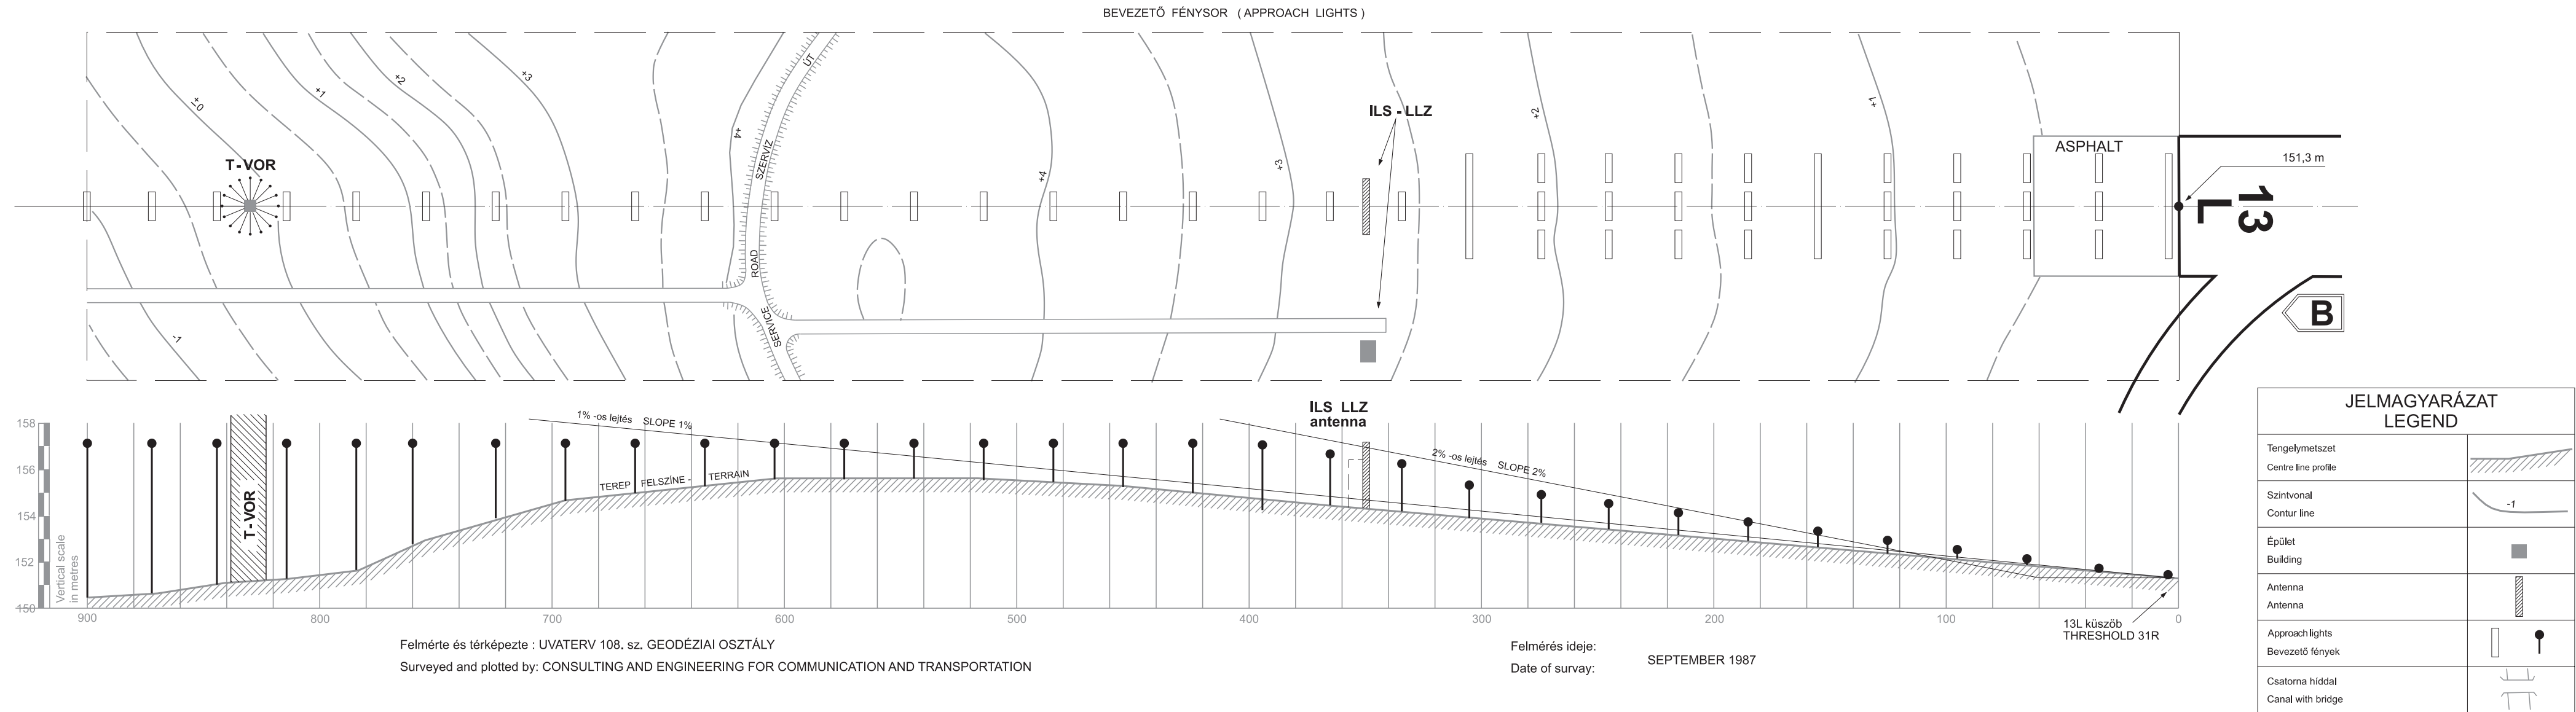 BEVEZETŐ FÉNYSOR ( APPROACH LIGHTS )
±0
+1
+2
+3
+4
ÚT
SZERVÍZ
ROAD
SERVICE
+4
+3
+2
+1
-1
T-VOR
ILS - LLZ
ASPHALT
151,3 m
13
L
B
158
156
154
152
150
Vertical scale
in metres
T-VOR
1% -os lejtés SLOPE 1%
TEREP FELSZÍNE - TERRAIN
ILS LLZ
antenna
2% -os lejtés SLOPE 2%
900 800 700 600 500 400 300 200 100 0
13L küszöb
THRESHOLD 31R
Felmérte és térképezte : UVATERV 108. sz. GEODÉZIAI OSZTÁLY
Surveyed and plotted by: CONSULTING AND ENGINEERING FOR COMMUNICATION AND TRANSPORTATION
Felmérés ideje:
Date of survay:
SEPTEMBER 1987
JELMAGYARÁZAT
LEGEND
Tengelymetszet
Centre line profile
Szintvonal
Contur line
-1
Épület
Building
Antenna
Antenna
Approach lights
Bevezető fények
Csatorna híddal
Canal with bridge